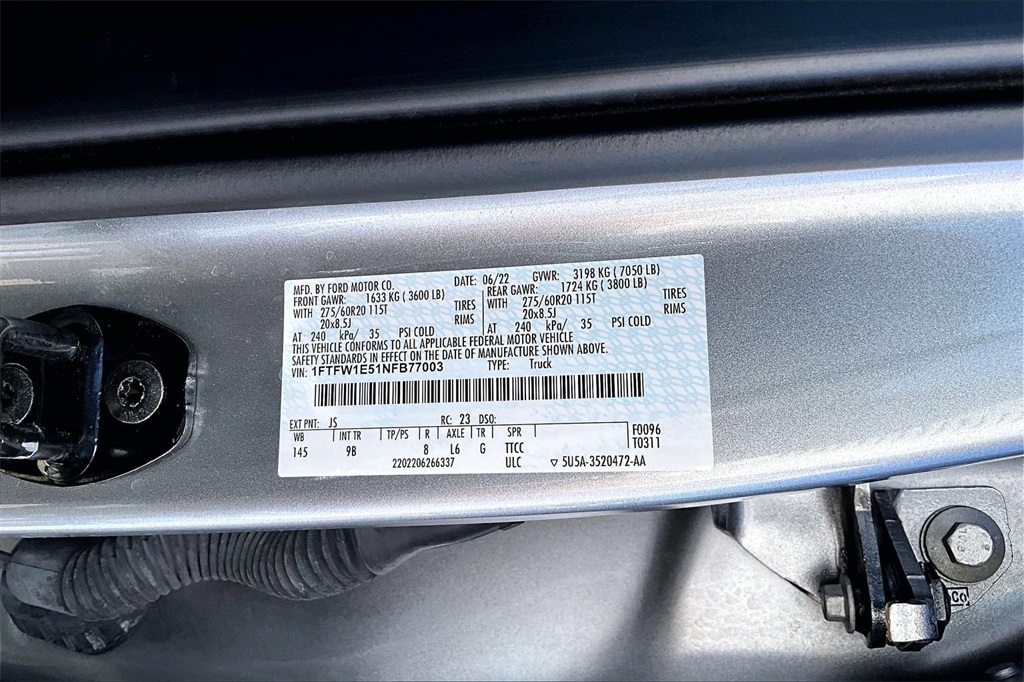 MFD. BY FORD MOTOR CO. DATE: 06/22 GVWR: 3198 KG ( 7050 LB)
FRONT GAWR: 1633 KG ( 3600 LB) REAR GAWR: 1724 KG ( 3800 LB)
WITH 275/60R20 115T TIRES WITH 275/60R20 115T TIRES
20x8.5J RIMS 20x8.5J RIMS
AT 240 kPa/ 35 PSI COLD AT 240 kPa/ 35 PSI COLD
THIS VEHICLE CONFORMS TO ALL APPLICABLE FEDERAL MOTOR VEHICLE
SAFETY STANDARDS IN EFFECT ON THE DATE OF MANUFACTURE SHOWN ABOVE.
VIN: 1FTFW1E51NFB77003 TYPE: Truck
EXT PNT: JS RC: 23 DSO:
WB INT TR TP/PS R AXLE TR SPR F0096
145 9B 8 L6 G TTCC T0311
2202206266337 ULC ▽ 5U5A-3520472-AA